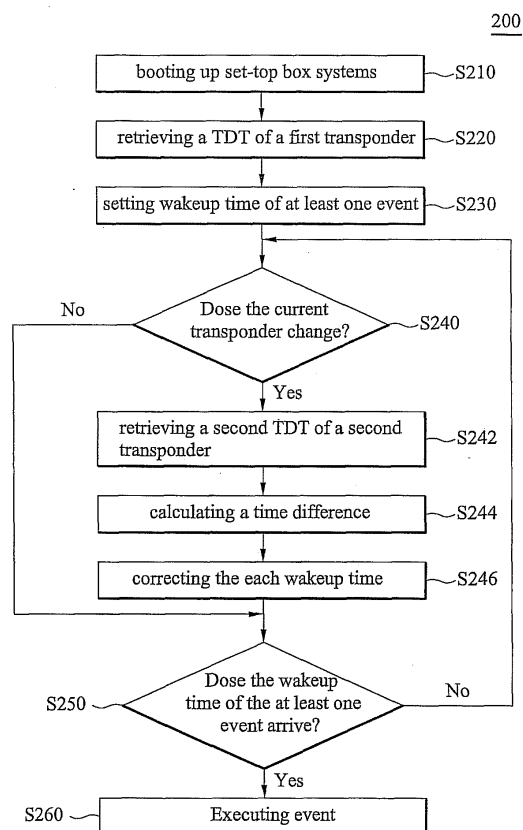 200
booting up set-top box systems
S210
retrieving a TDT of a first transponder
S220
setting wakeup time of at least one event
S230
No
Dose the current
transponder change?
S240
Yes
retrieving a second TDT of a second
transponder
S242
calculating a time difference
S244
correcting the each wakeup time
S246
S250
Dose the wakeup
time of the at least one
event arrive?
No
Yes
S260
Executing event